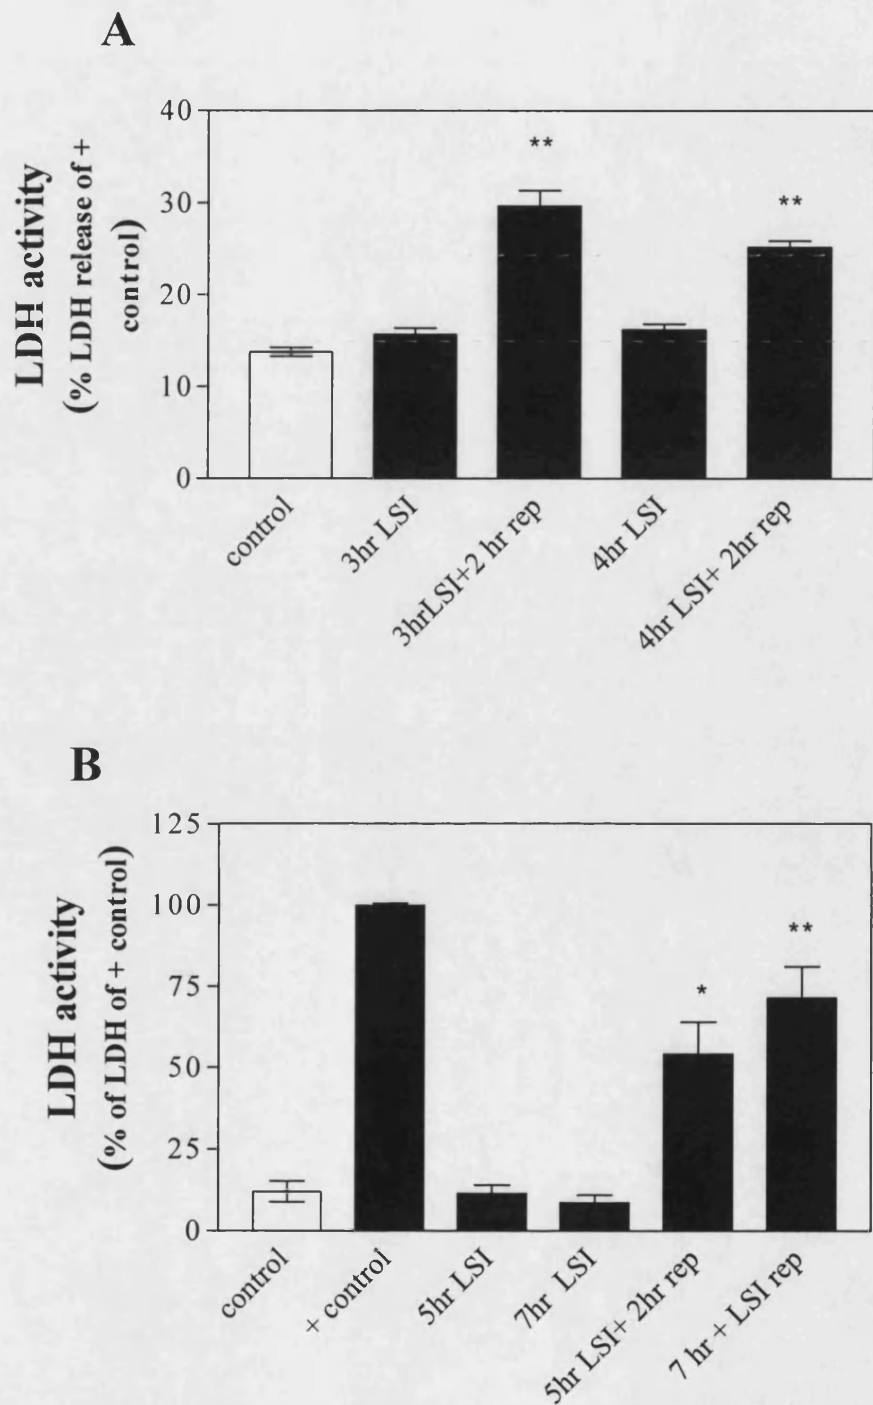 A
LDH activity
(% LDH release of +
control)
40
30
20
10
0
**
**
control
3hr LSI
3hrLSI+2 hr rep
4hr LSI
4hr LSI+ 2hr rep
B
LDH activity
(% of LDH of + control)
125
100
75
50
25
0
*
**
control
+ control
5hr LSI
7hr LSI
5hr LSI+ 2hr rep
7 hr + LSI rep